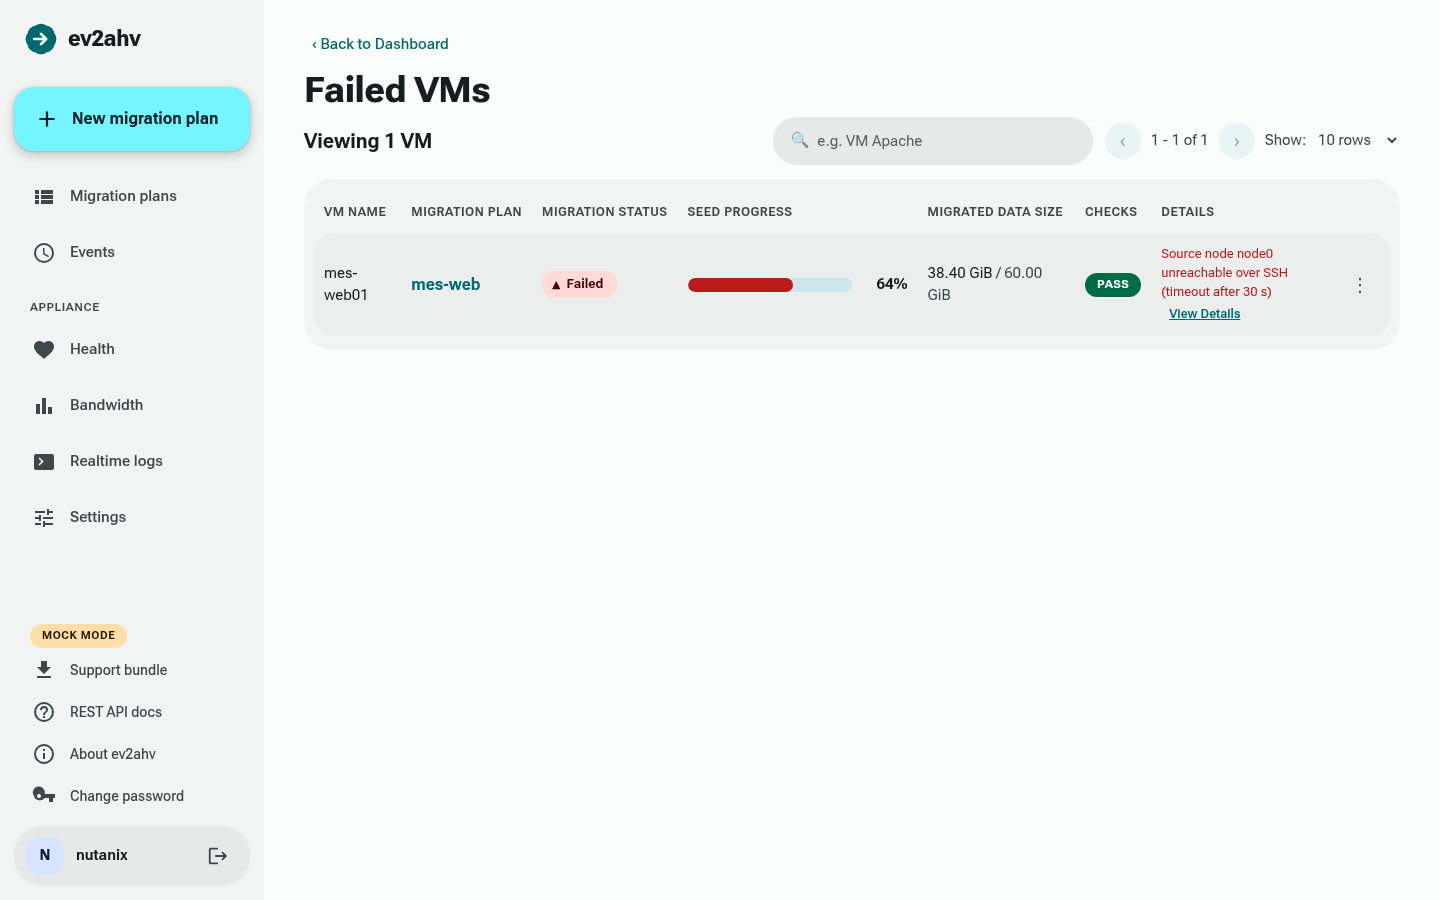 ev2ahv
New migration plan
Migration plans
Events
APPLIANCE
Health
Bandwidth
Realtime logs
Settings
MOCK MODE
Support bundle
REST API docs
About ev2ahv
Change password
N nutanix
‹ Back to Dashboard
Failed VMs
Viewing 1 VM
e.g. VM Apache
‹ 1 - 1 of 1 › Show: 10 rows
VM NAME MIGRATION PLAN MIGRATION STATUS SEED PROGRESS MIGRATED DATA SIZE CHECKS DETAILS
mes-
web01
mes-web
▲ Failed
64%
38.40 GiB / 60.00
GiB
PASS
Source node node0
unreachable over SSH
(timeout after 30 s)
View Details